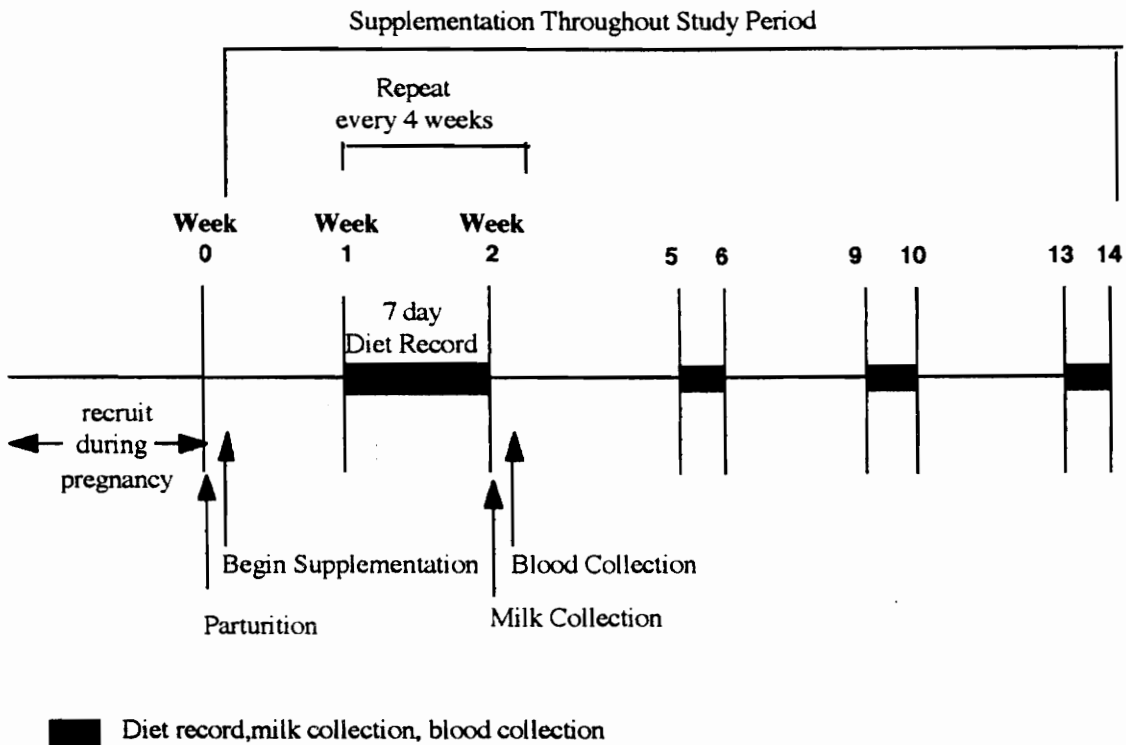 Supplementation Throughout Study Period
Repeat
every 4 weeks
Week
0
Week
1
Week
2
5 6 9 10 13 14
7 day
Diet Record
recruit
during
pregnancy
Begin Supplementation
Blood Collection
Parturition
Milk Collection
Diet record,milk collection, blood collection